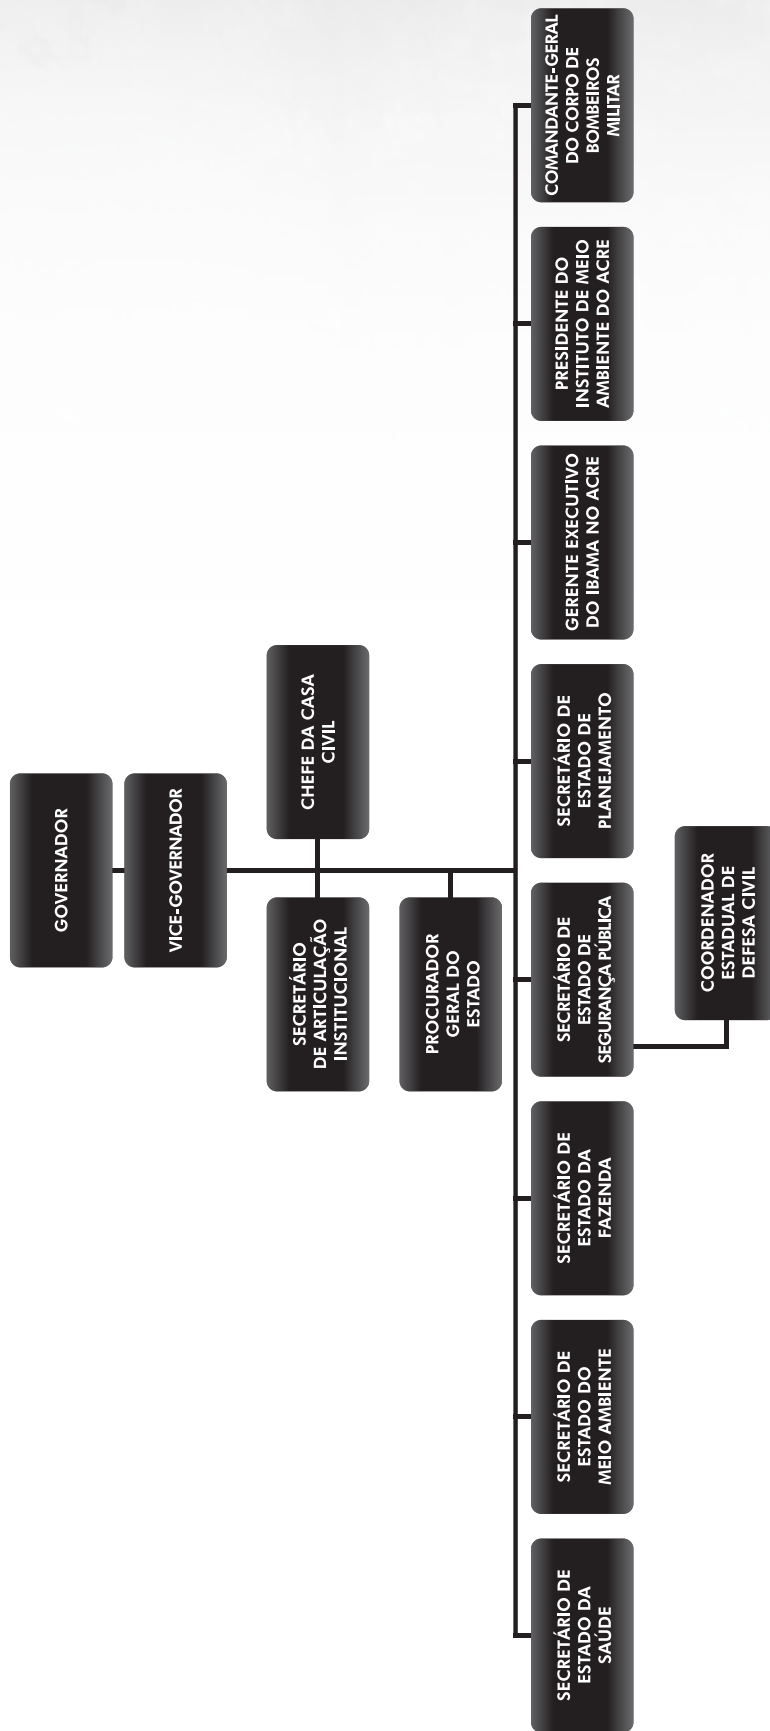 GOVERNADOR
VICE-GOVERNADOR
SECRETÁRIO
DE ARTICULAÇÃO
INSTITUCIONAL
CHEFE DA CASA
CIVIL
PROCURADOR
GERAL DO
ESTADO
SECRETÁRIO DE
ESTADO DA
SAÚDE
SECRETÁRIO DE
ESTADO DO
MEIO AMBIENTE
SECRETÁRIO DE
ESTADO DA
FAZENDA
SECRETÁRIO DE
ESTADO DE
SEGURANÇA PÚBLICA
SECRETÁRIO DE
ESTADO DE
PLANEJAMENTO
GERENTE EXECUTIVO
DO IBAMA NO ACRE
PRESIDENTE DO
INSTITUTO DE MEIO
AMBIENTE DO ACRE
COMANDANTE-GERAL
DO CORPO DE
BOMBEIROS
MILITAR
COORDENADOR
ESTADUAL DE
DEFESA CIVIL